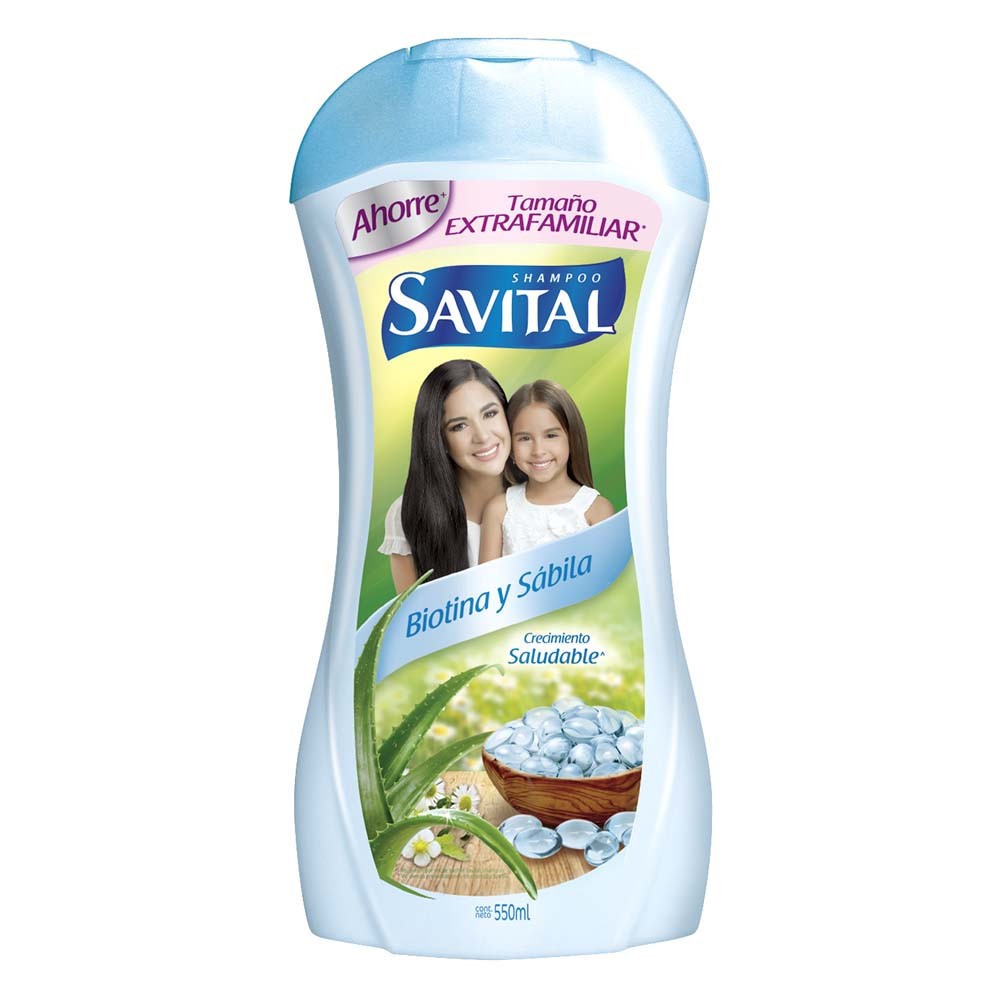 Ahorre+
Tamaño
EXTRAFAMILIAR*
SHAMPOO
SAVITAL
Biotina y Sábila
Crecimiento
Saludable^
cont.
neto 550ml